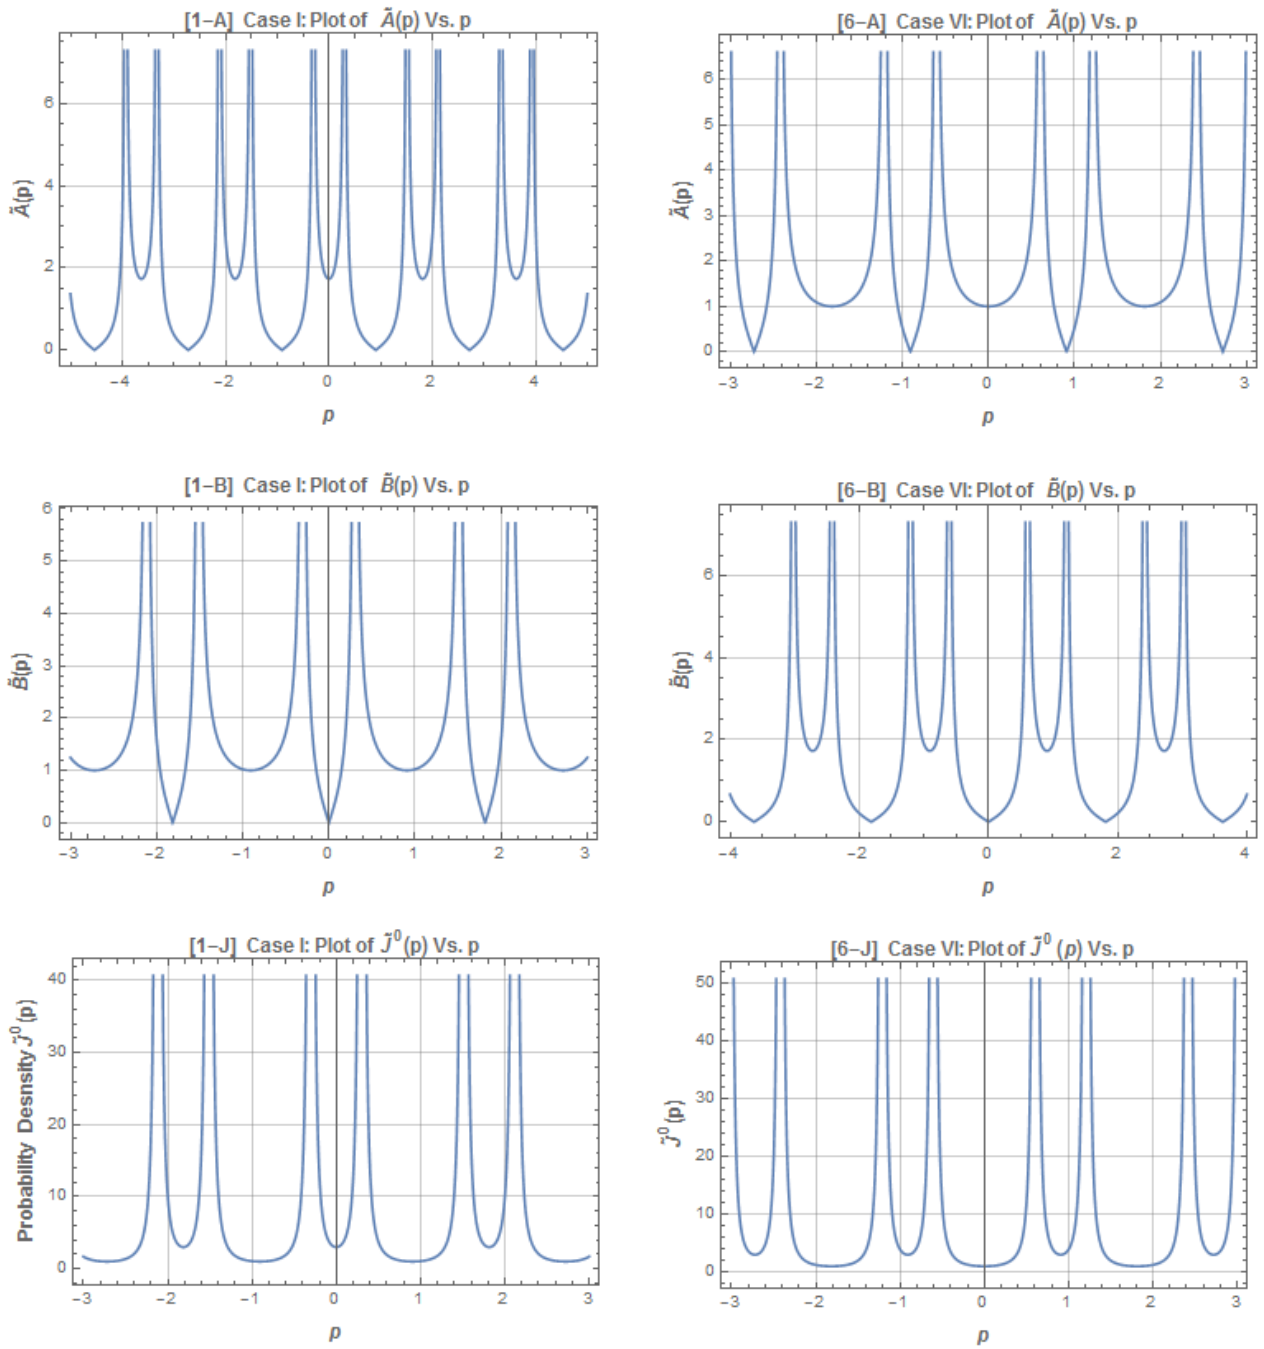 [1−A] Case I: Plot of Ã(p) Vs. p
Ã(p)
6
4
2
0
−4 −2 0 2 4
p
[6−A] Case VI: Plot of Ã(p) Vs. p
Ã(p)
6
5
4
3
2
1
0
−3 −2 −1 0 1 2 3
p
[1−B] Case I: Plot of B̃(p) Vs. p
B̃(p)
6
5
4
3
2
1
0
−3 −2 −1 0 1 2 3
p
[6−B] Case VI: Plot of B̃(p) Vs. p
B̃(p)
6
4
2
0
−4 −2 0 2 4
p
[1−J] Case I: Plot of J̃⁰(p) Vs. p
Probability Desnsity J̃⁰(p)
40
30
20
10
0
−3 −2 −1 0 1 2 3
p
[6−J] Case VI: Plot of J̃⁰ (p) Vs. p
J̃⁰(p)
50
40
30
20
10
0
−3 −2 −1 0 1 2 3
p